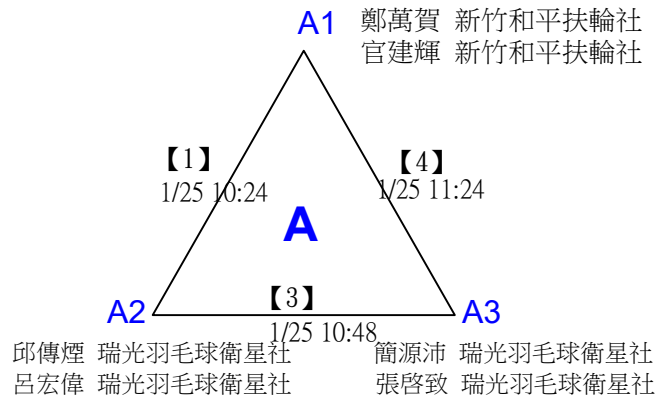 A1 鄭萬賀 新竹和平扶輪社
官建輝 新竹和平扶輪社
【1】
1/25 10:24
【4】
1/25 11:24
A
【3】
1/25 10:48
A2
A3
邱傳煙 瑞光羽毛球衛星社
呂宏偉 瑞光羽毛球衛星社
簡源沛 瑞光羽毛球衛星社
張啓致 瑞光羽毛球衛星社